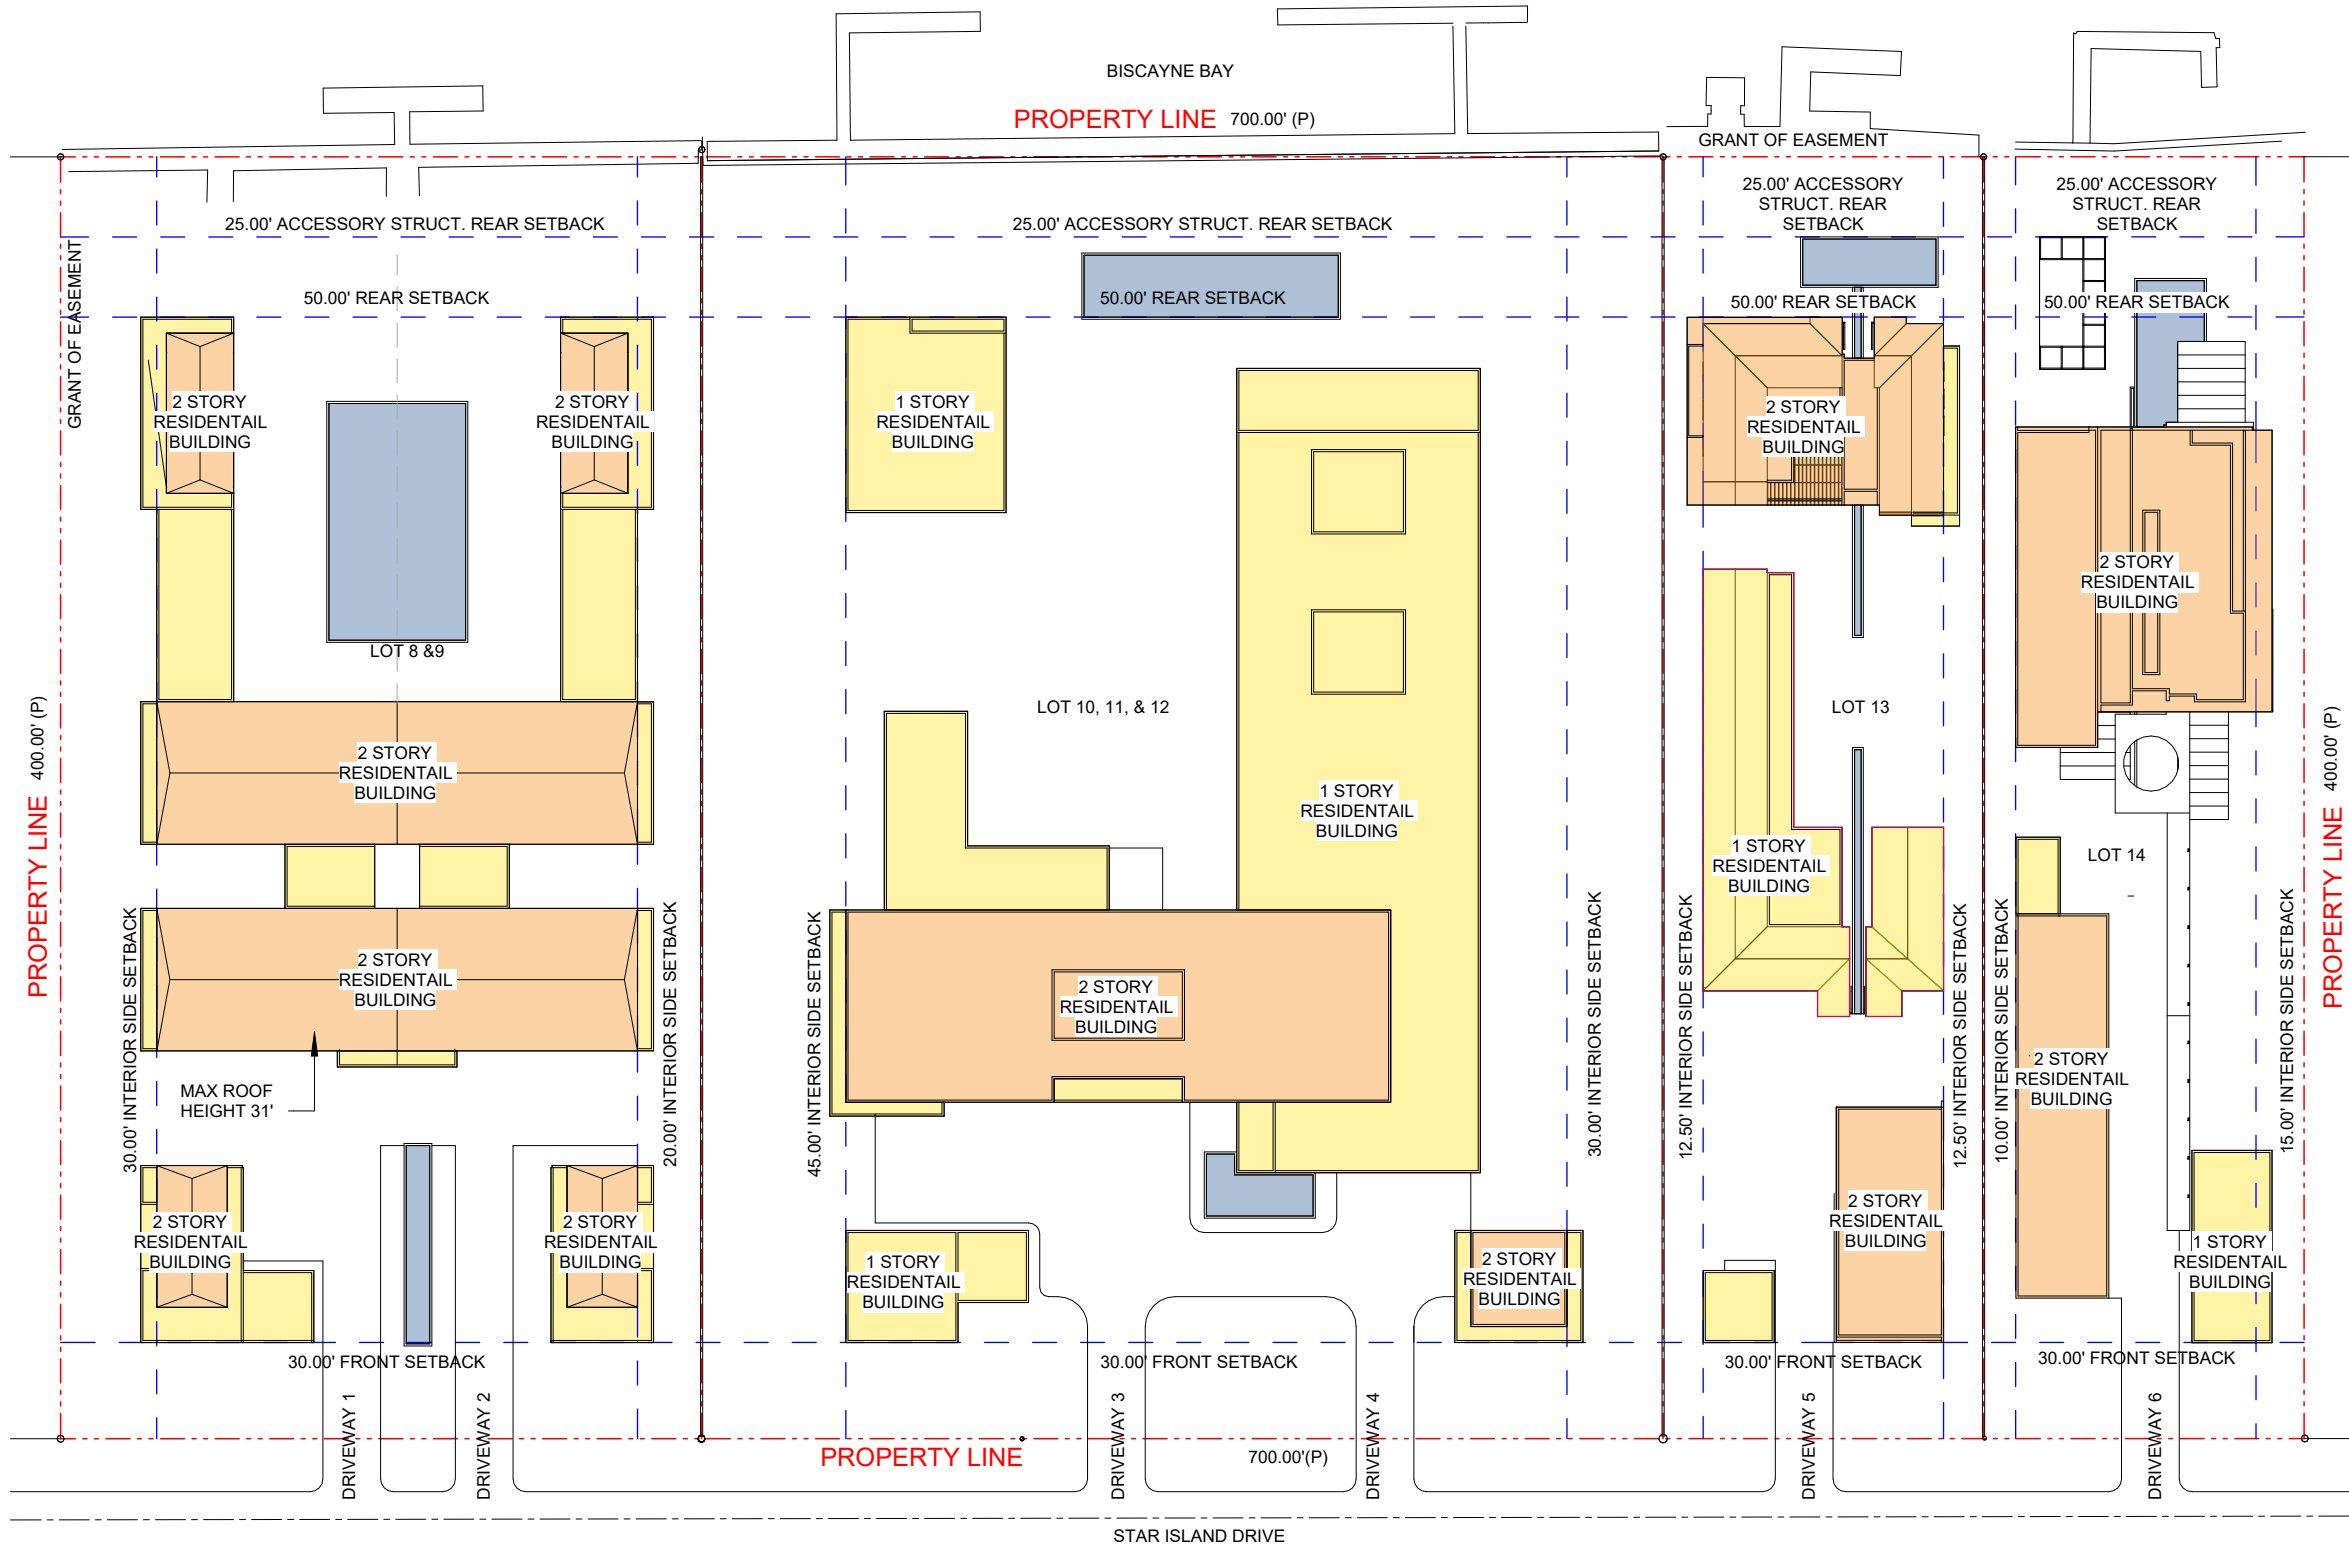 BISCAYNE BAY
PROPERTY LINE 700.00' (P)
GRANT OF EASEMENT
25.00' ACCESSORY STRUCT. REAR SETBACK
25.00' ACCESSORY STRUCT. REAR SETBACK
25.00' ACCESSORY
STRUCT. REAR
SETBACK
25.00' ACCESSORY
STRUCT. REAR
SETBACK
GRANT OF EASEMENT
50.00' REAR SETBACK
50.00' REAR SETBACK
50.00' REAR SETBACK
50.00' REAR SETBACK
2 STORY
RESIDENTAIL
BUILDING
2 STORY
RESIDENTAIL
BUILDING
1 STORY
RESIDENTAIL
BUILDING
2 STORY
RESIDENTAIL
BUILDING
2 STORY
RESIDENTAIL
BUILDING
LOT 8 &9
LOT 10, 11, & 12
LOT 13
PROPERTY LINE 400.00' (P)
2 STORY
RESIDENTAIL
BUILDING
1 STORY
RESIDENTAIL
BUILDING
1 STORY
RESIDENTAIL
BUILDING
LOT 14
PROPERTY LINE 400.00' (P)
30.00' INTERIOR SIDE SETBACK
2 STORY
RESIDENTAIL
BUILDING
20.00' INTERIOR SIDE SETBACK
45.00' INTERIOR SIDE SETBACK
2 STORY
RESIDENTAIL
BUILDING
30.00' INTERIOR SIDE SETBACK
12.50' INTERIOR SIDE SETBACK
12.50' INTERIOR SIDE SETBACK
10.00' INTERIOR SIDE SETBACK
2 STORY
RESIDENTAIL
BUILDING
15.00' INTERIOR SIDE SETBACK
MAX ROOF
HEIGHT 31'
2 STORY
RESIDENTAIL
BUILDING
2 STORY
RESIDENTAIL
BUILDING
1 STORY
RESIDENTAIL
BUILDING
2 STORY
RESIDENTAIL
BUILDING
2 STORY
RESIDENTAIL
BUILDING
1 STORY
RESIDENTAIL
BUILDING
30.00' FRONT SETBACK
30.00' FRONT SETBACK
30.00' FRONT SETBACK
30.00' FRONT SETBACK
DRIVEWAY 1
DRIVEWAY 2
DRIVEWAY 3
DRIVEWAY 4
DRIVEWAY 5
DRIVEWAY 6
PROPERTY LINE
700.00'(P)
STAR ISLAND DRIVE